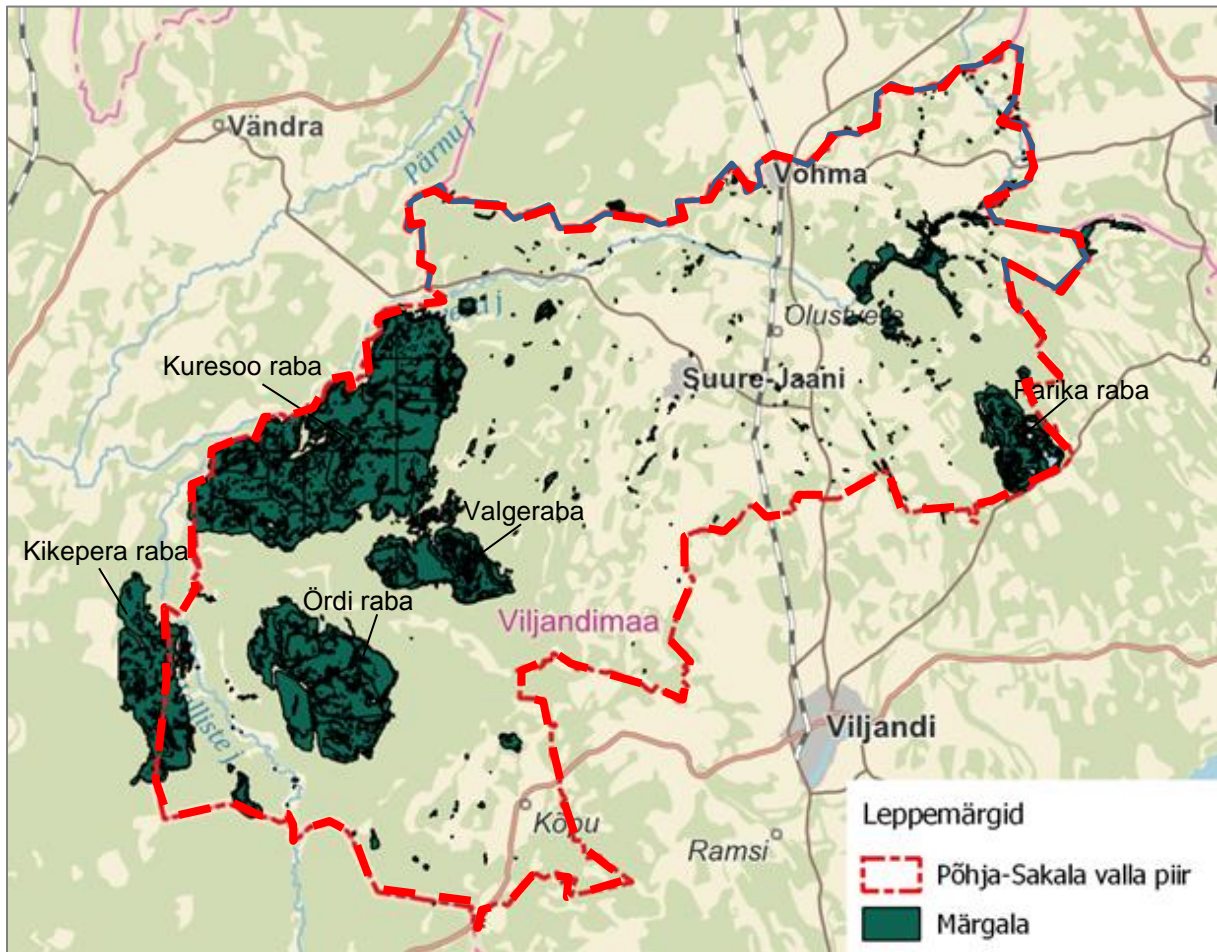 Vändra
Pärnu j
Võhma
Olustvere
Kuresoo raba
Suure-Jaani
Parika raba
Valgeraba
Kikepera raba
Ördi raba
Viljandimaa
Viljandi
Kõpu
Ramsi
Leppemärgid
Põhja-Sakala valla piir
Märgala